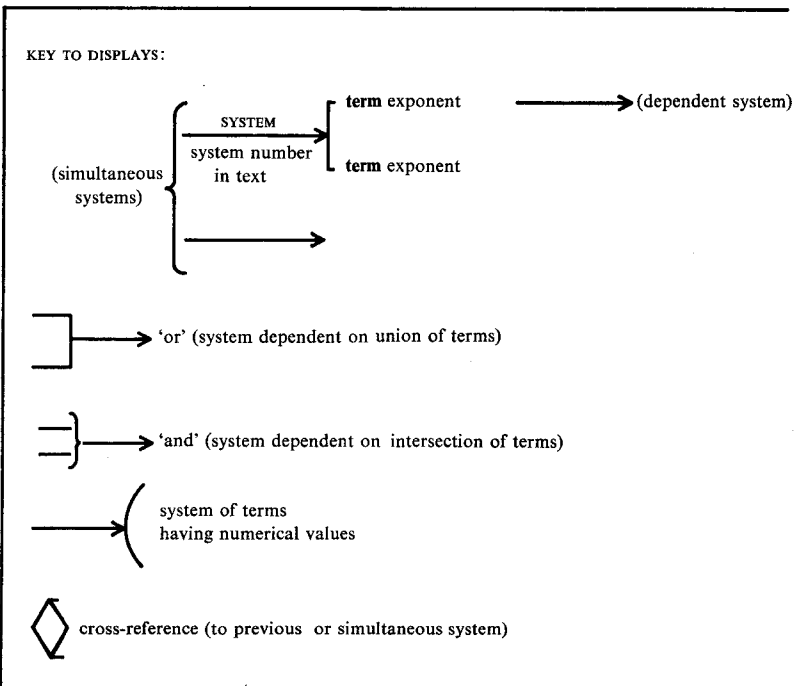 KEY TO DISPLAYS:
term exponent
(dependent system)
SYSTEM
system number
in text
term exponent
(simultaneous
systems)
'or' (system dependent on union of terms)
'and' (system dependent on intersection of terms)
system of terms
having numerical values
cross-reference (to previous or simultaneous system)